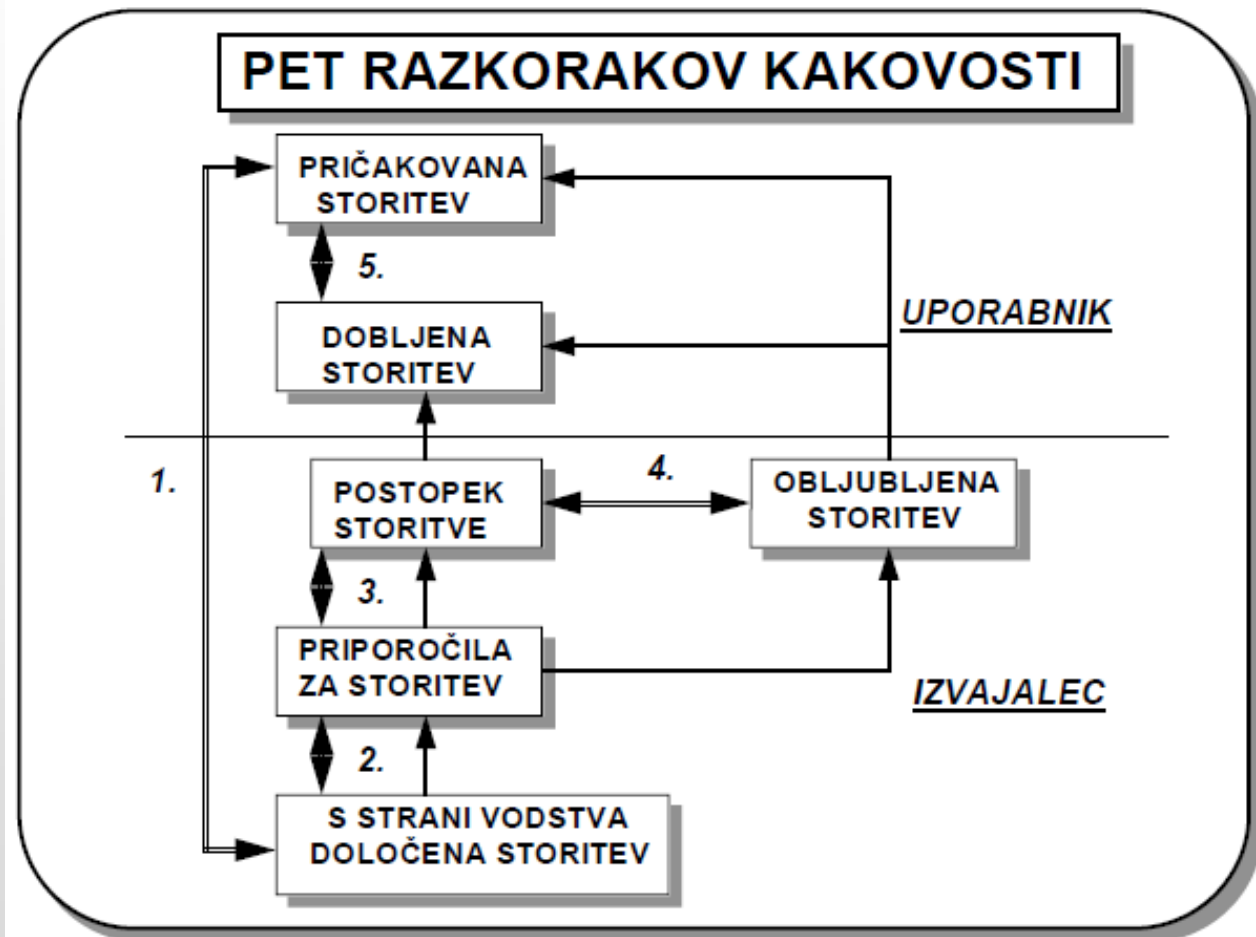 PET RAZKORAKOV KAKOVOSTI
PRIČAKOVANA
STORITEV
5.
DOBLJENA
STORITEV
UPORABNIK
1.
POSTOPEK
STORITVE
4.
OBLJUBLJENA
STORITEV
3.
PRIPOROČILA
ZA STORITEV
IZVAJALEC
2.
S STRANI VODSTVA
DOLOČENA STORITEV